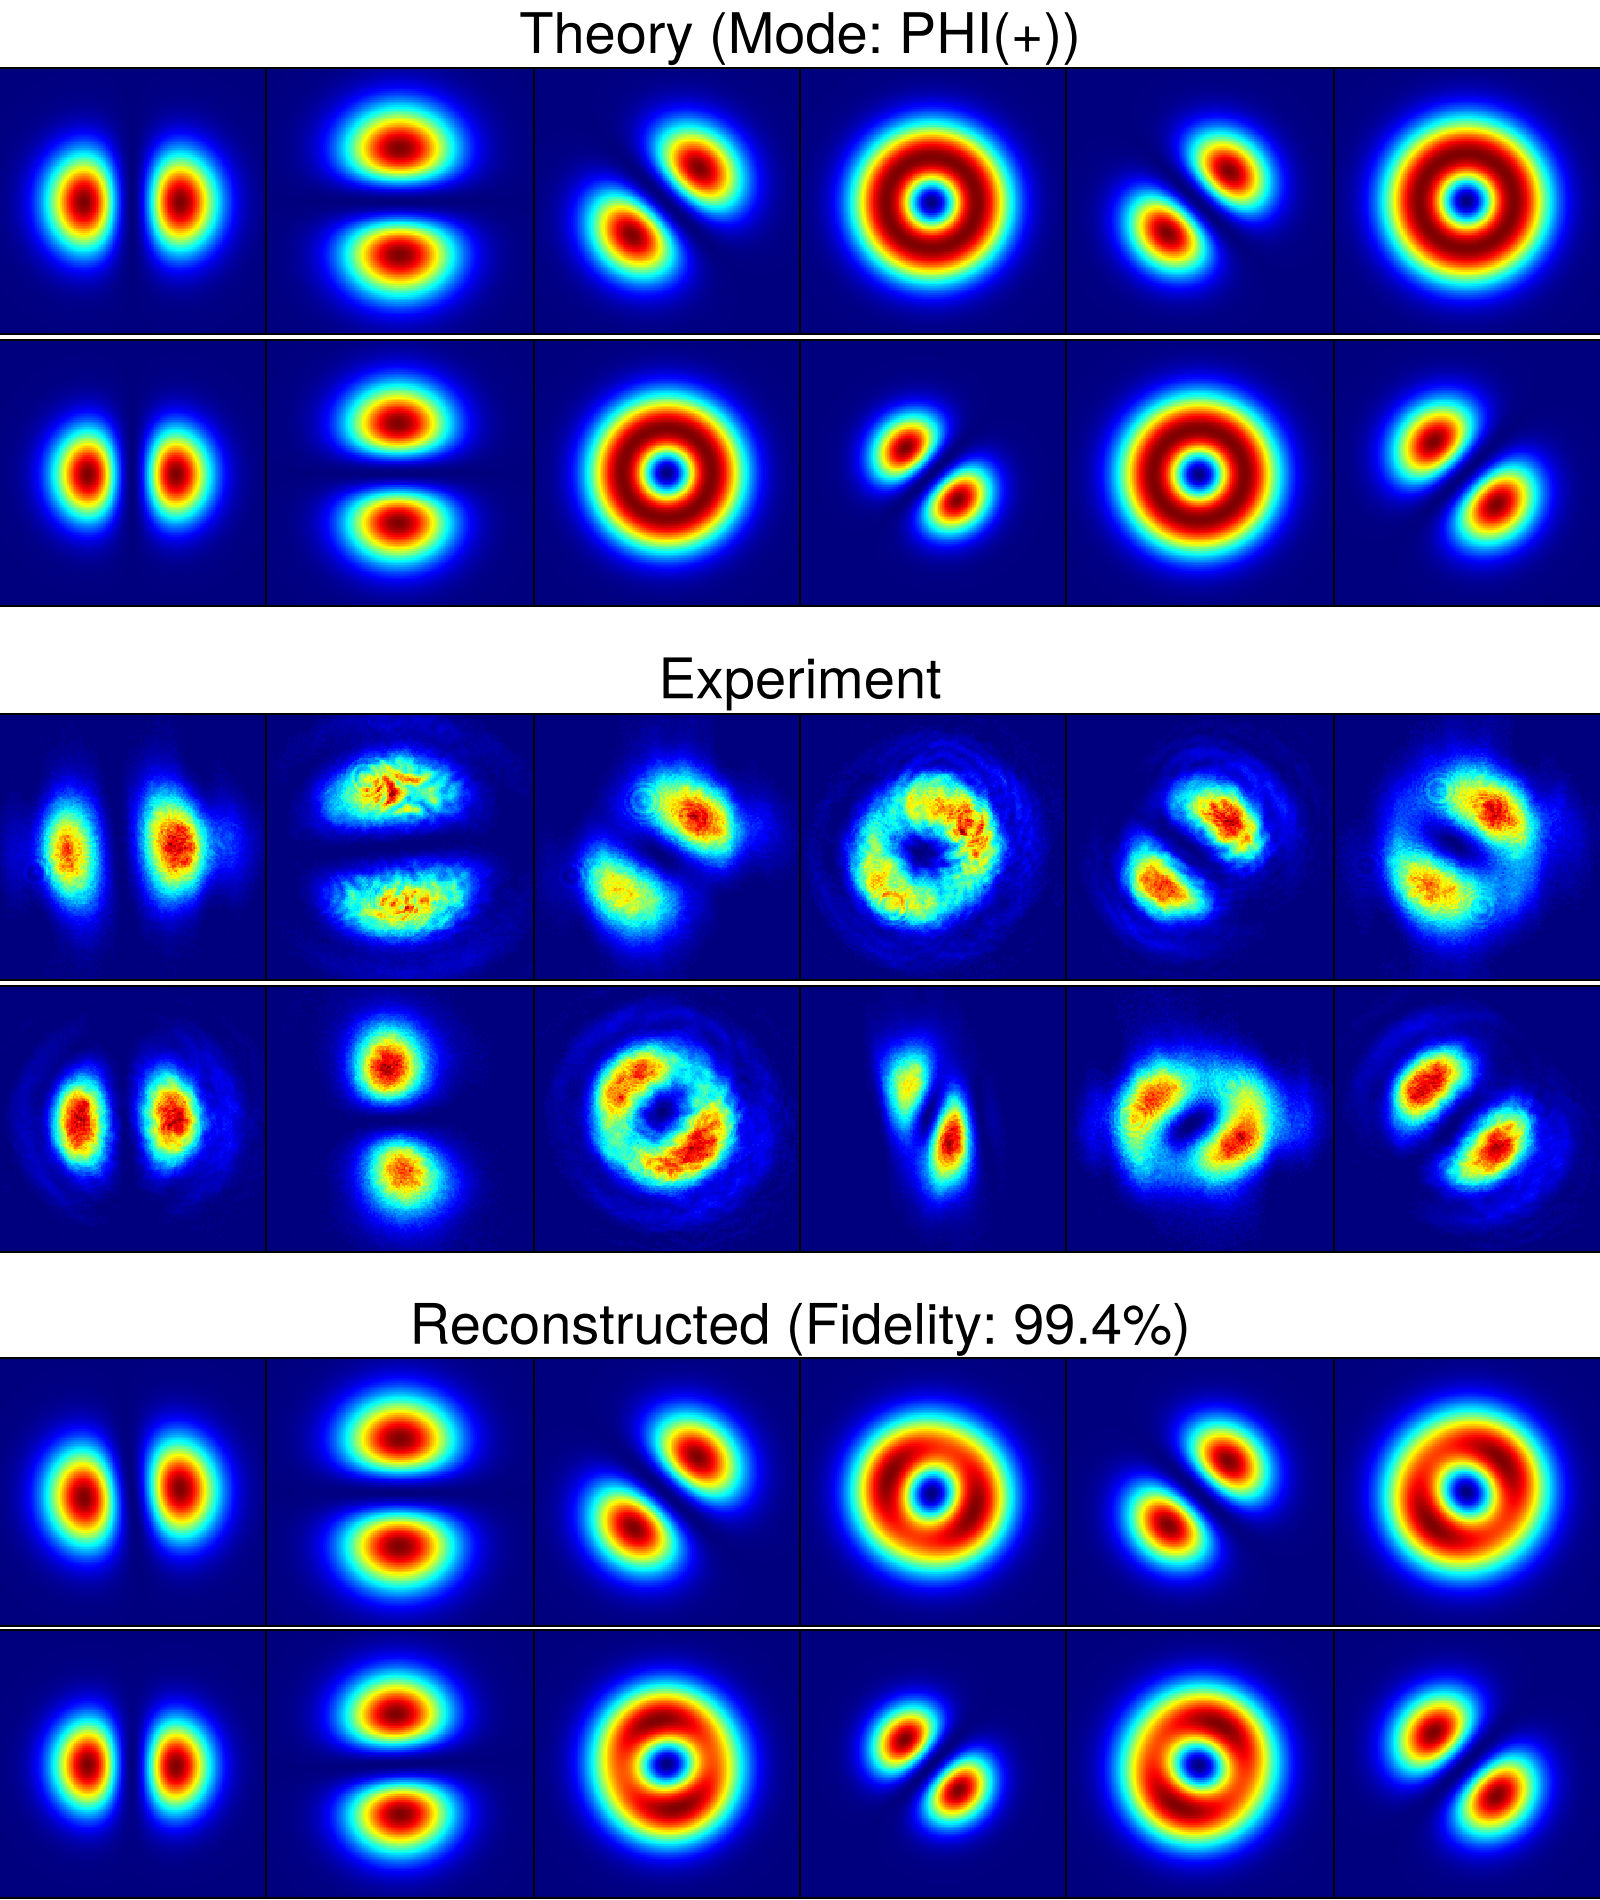 Theory (Mode: PHI(+))
Experiment
Reconstructed (Fidelity: 99.4%)